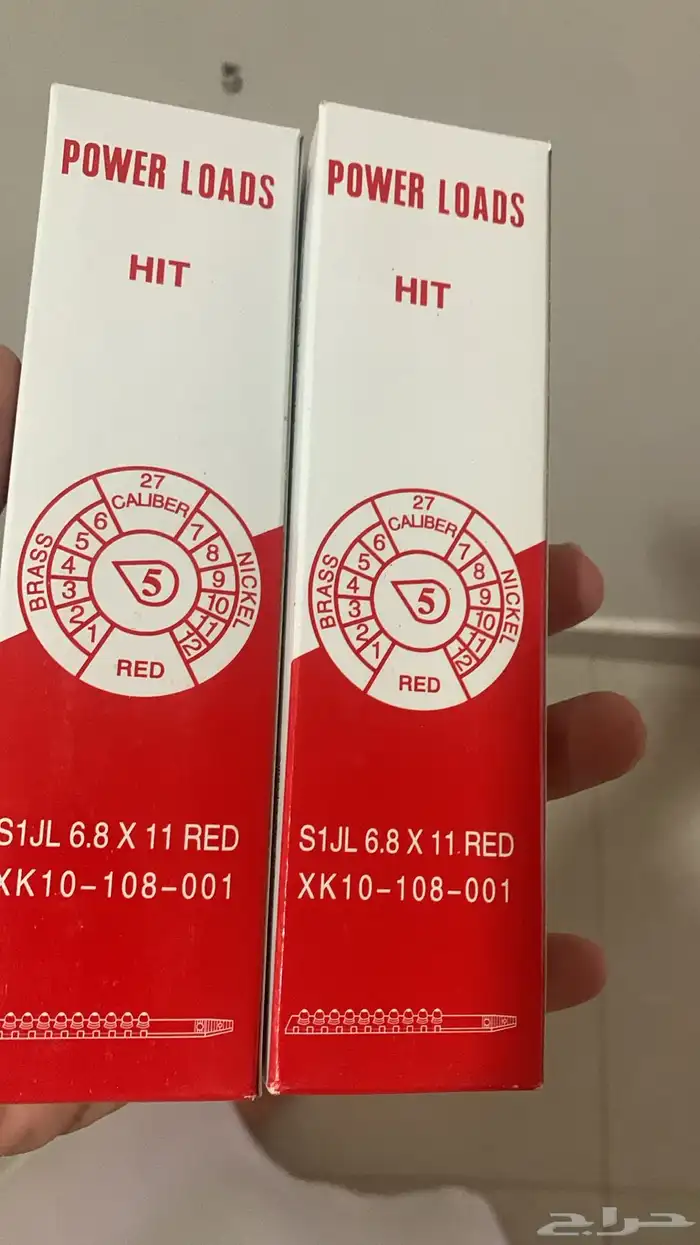 POWER LOADS
HIT
27
CALIBER
BRASS
1 2 3 4 5 6
5
7 8 9 10 11 12
NICKEL
RED
S1JL 6.8 X 11 RED
XK10-108-001
POWER LOADS
HIT
27
CALIBER
BRASS
1 2 3 4 5 6
5
7 8 9 10 11 12
NICKEL
RED
S1JL 6.8 X 11 RED
XK10-108-001
حراج